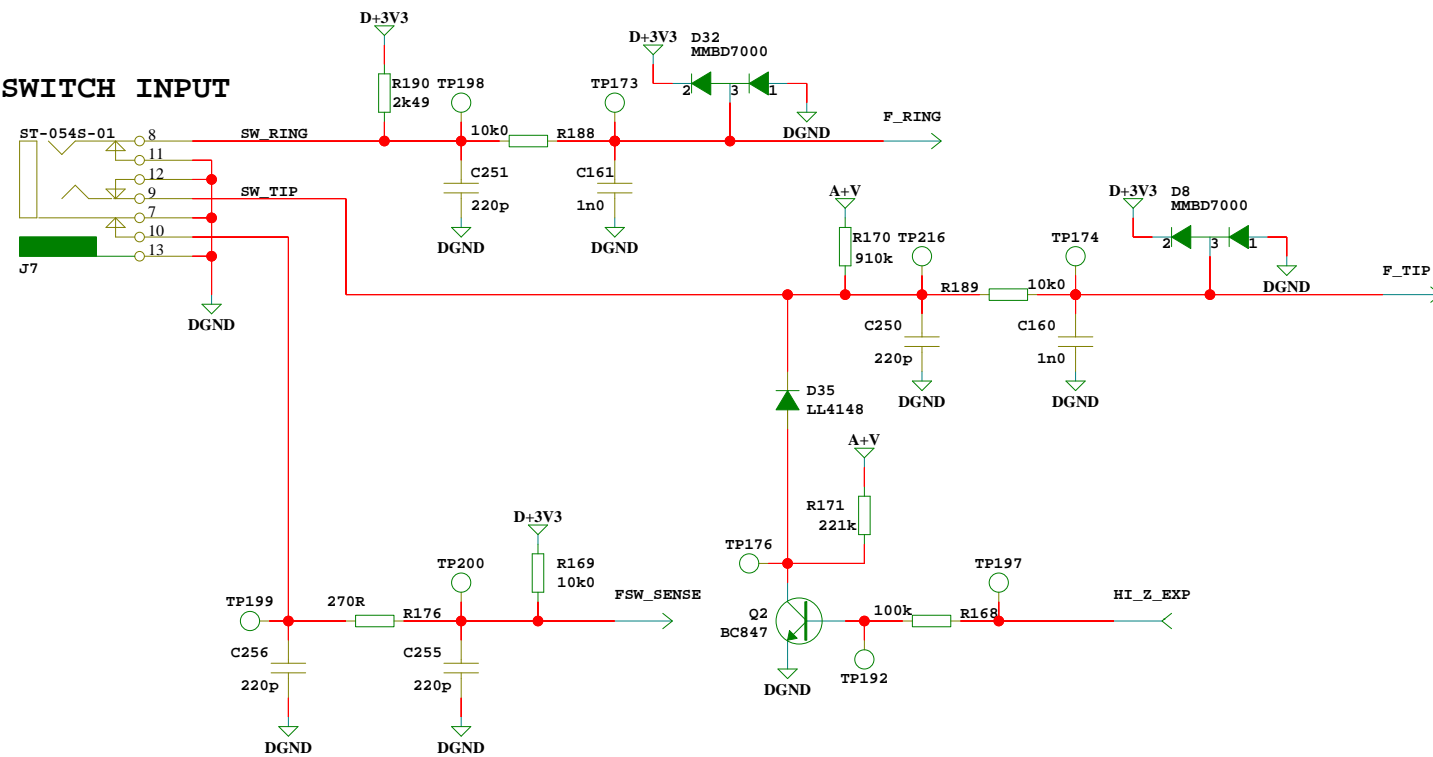 SWITCH INPUT
D+3V3
R190
2k49
TP198
10k0
R188
TP173
D+3V3
D32
MMBD7000
2
3
1
DGND
F_RING
ST-054S-01
8
11
12
9
7
10
13
J7
SW_RING
SW_TIP
DGND
C251
220p
DGND
C161
1n0
DGND
A+V
R170
910k
TP216
R189
10k0
TP174
D+3V3
D8
MMBD7000
2
3
1
DGND
F_TIP
C250
220p
DGND
C160
1n0
DGND
D35
LL4148
A+V
R171
221k
TP176
Q2
BC847
DGND
100k
R168
TP192
TP197
HI_Z_EXP
D+3V3
R169
10k0
TP200
FSW_SENSE
TP199
270R
R176
C256
220p
DGND
C255
220p
DGND